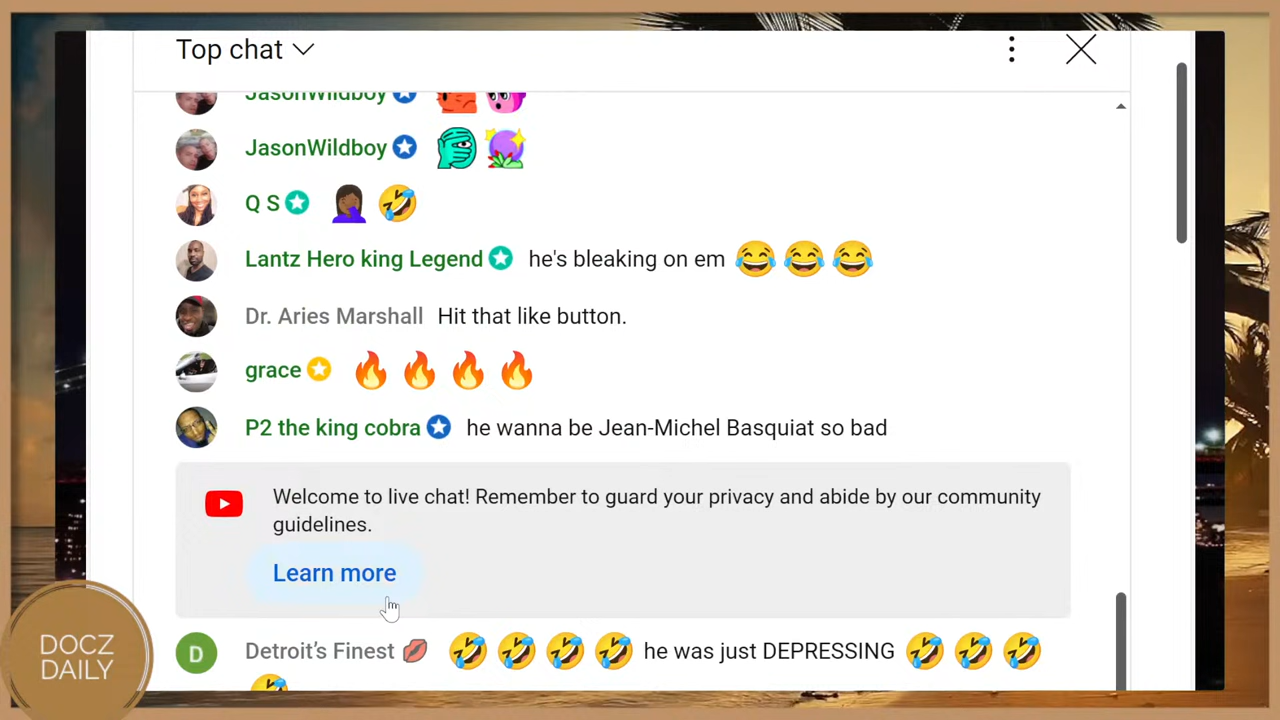 Top chat
JasonWildboy
JasonWildboy
Q S
Lantz Hero king Legend he's bleaking on em
Dr. Aries Marshall Hit that like button.
grace
P2 the king cobra he wanna be Jean-Michel Basquiat so bad
Welcome to live chat! Remember to guard your privacy and abide by our community
guidelines.
Learn more
D Detroit’s Finest 💋 🤣 🤣 🤣 🤣 he was just DEPRESSING 🤣 🤣 🤣
DOCZ
DAILY